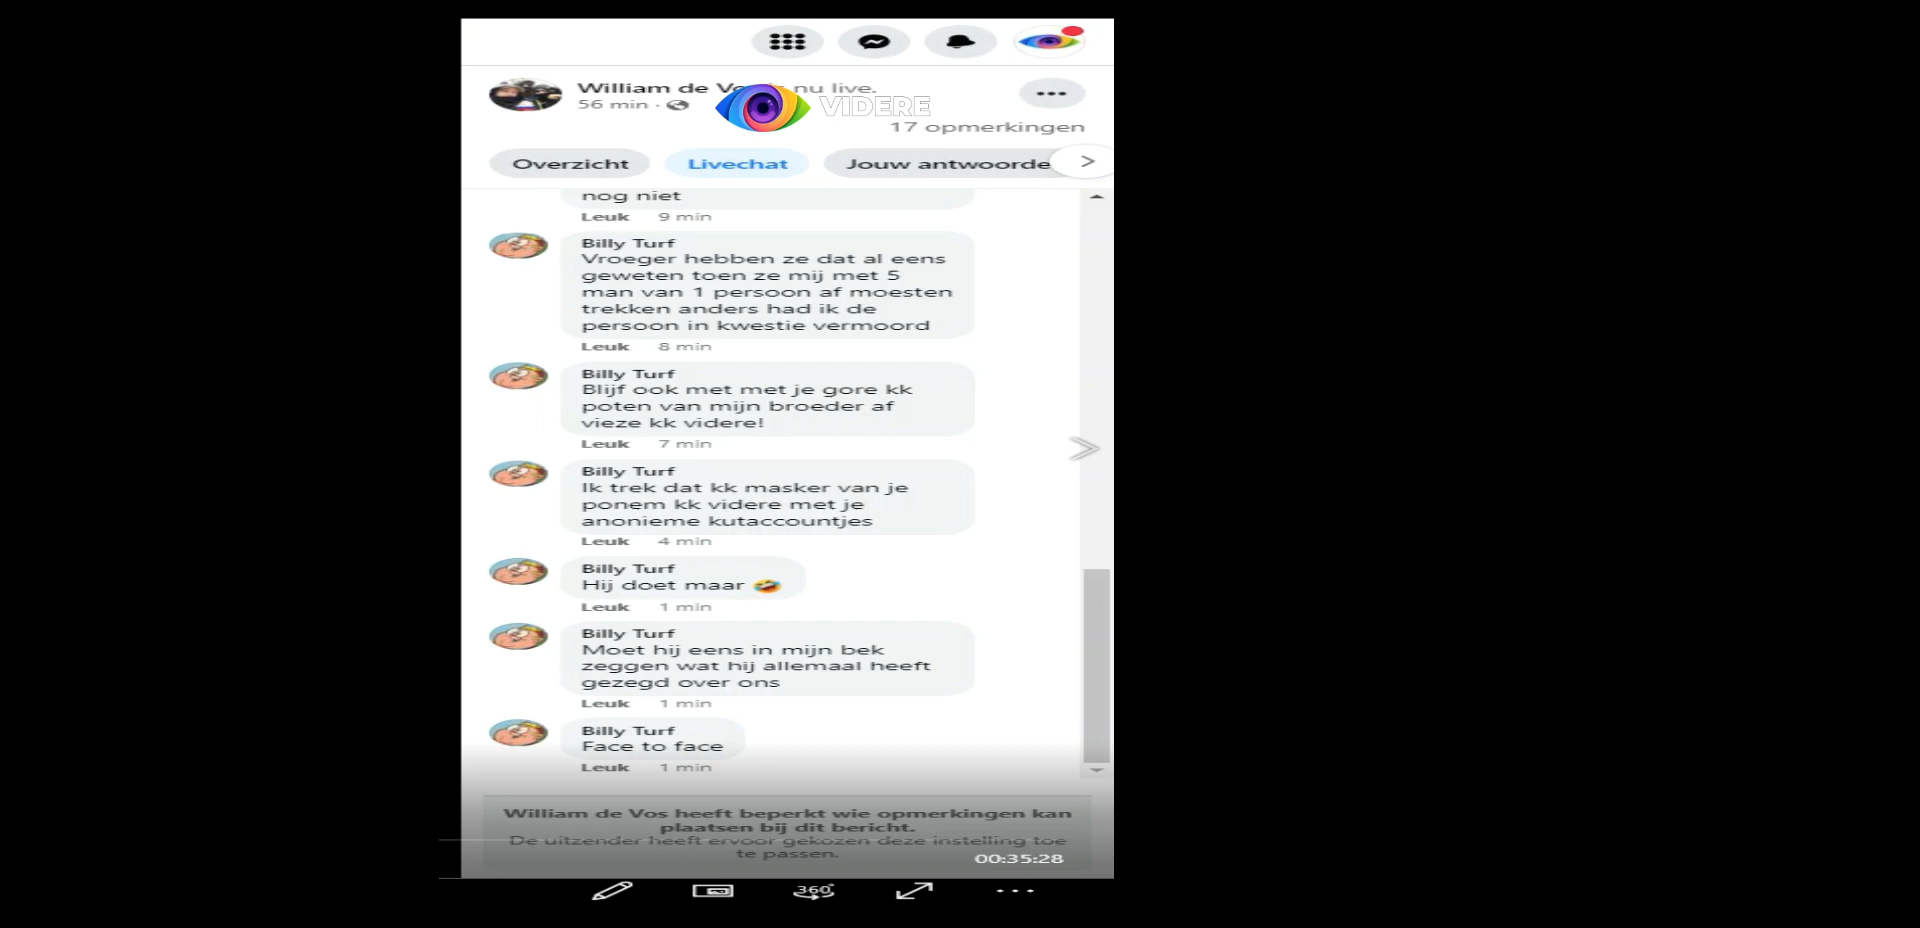 William de Vo nu live.
56 min ·
VIDERE
17 opmerkingen
Overzicht
Livechat
Jouw antwoorde
nog niet
Leuk 9 min
Billy Turf
Vroeger hebben ze dat al eens
geweten toen ze mij met 5
man van 1 persoon af moesten
trekken anders had ik de
persoon in kwestie vermoord
Leuk 8 min
Billy Turf
Blijf ook met met je gore kk
poten van mijn broeder af
vieze kk videre!
Leuk 7 min
Billy Turf
Ik trek dat kk masker van je
ponem kk videre met je
anonieme kutaccountjes
Leuk 4 min
Billy Turf
Hij doet maar 🤣
Leuk 1 min
Billy Turf
Moet hij eens in mijn bek
zeggen wat hij allemaal heeft
gezegd over ons
Leuk 1 min
Billy Turf
Face to face
Leuk 1 min
William de Vos heeft beperkt wie opmerkingen kan
plaatsen bij dit bericht.
De uitzender heeft ervoor gekozen deze instelling toe
te passen.
00:35:28
360°